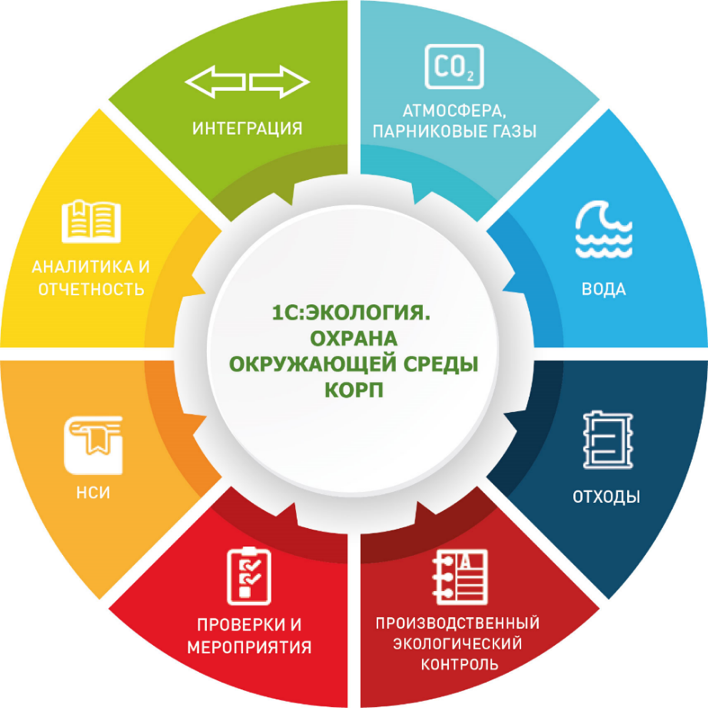 ИНТЕГРАЦИЯ
CO₂
АТМОСФЕРА,
ПАРНИКОВЫЕ ГАЗЫ
АНАЛИТИКА И
ОТЧЕТНОСТЬ
ВОДА
1С:ЭКОЛОГИЯ.
ОХРАНА
ОКРУЖАЮЩЕЙ СРЕДЫ
КОРП
НСИ
ОТХОДЫ
ПРОВЕРКИ И
МЕРОПРИЯТИЯ
A
ПРОИЗВОДСТВЕННЫЙ
ЭКОЛОГИЧЕСКИЙ
КОНТРОЛЬ